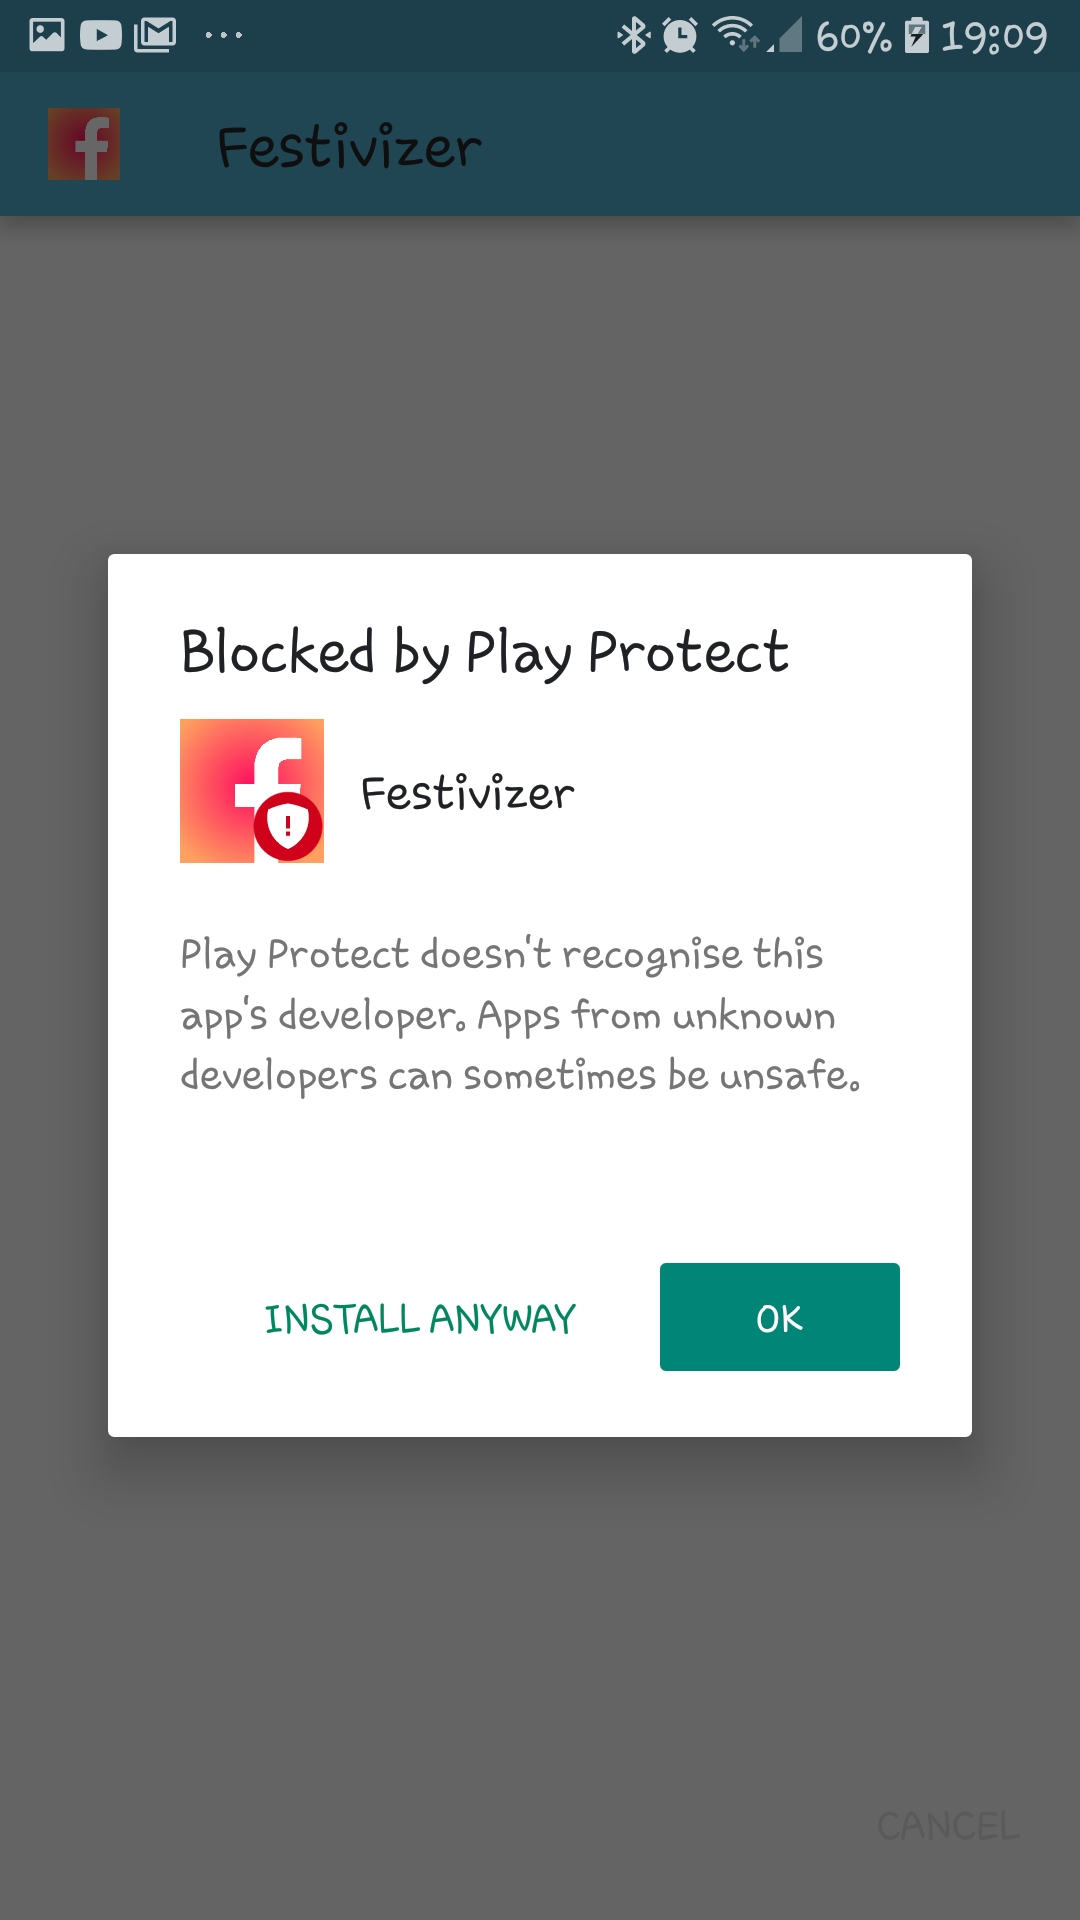 60% 19:09
Festivizer
Blocked by Play Protect
Festivizer
Play Protect doesn't recognise this
app's developer. Apps from unknown
developers can sometimes be unsafe.
INSTALL ANYWAY OK
CANCEL